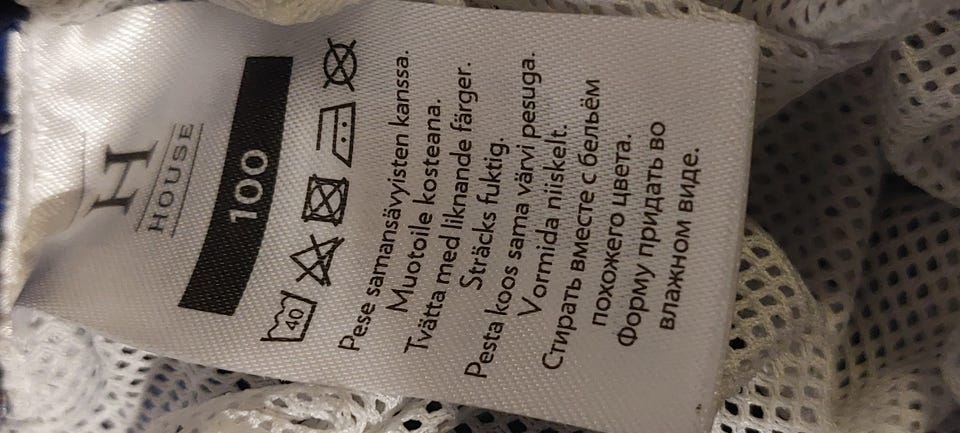 H
HOUSE
100
40
Pese samansävyisten kanssa.
Muotoile kosteana.
Tvätta med liknande färger.
Sträcks fuktig.
Pesta koos sama värvi pesuga.
Vormida niiskelt.
Стирать вместе с бельём
похожего цвета.
Форму придать во
влажном виде.